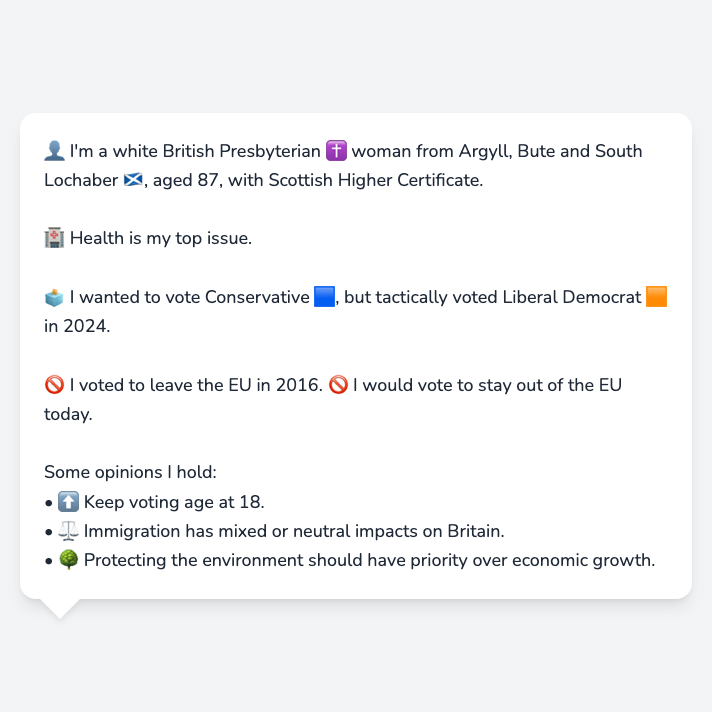 👤 I'm a white British Presbyterian ✝️ woman from Argyll, Bute and South
Lochaber 🏴󠁧󠁢󠁳󠁣󠁴󠁿, aged 87, with Scottish Higher Certificate.
🏥 Health is my top issue.
🗳️ I wanted to vote Conservative 🟦, but tactically voted Liberal Democrat 🟧
in 2024.
🚫 I voted to leave the EU in 2016. 🚫 I would vote to stay out of the EU
today.
Some opinions I hold:
• ⬆️ Keep voting age at 18.
• ⚖️ Immigration has mixed or neutral impacts on Britain.
• 🌳 Protecting the environment should have priority over economic growth.